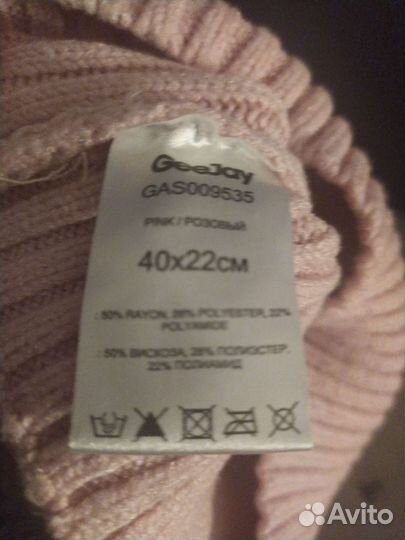 GeeJay
GAS009535
PINK / РОЗОВЫЙ
40x22см
: 50% RAYON, 28% POLYESTER, 22%
POLYAMIDE
: 50% ВИСКОЗА, 28% ПОЛИЭСТЕР,
22% ПОЛИАМИД
Avito